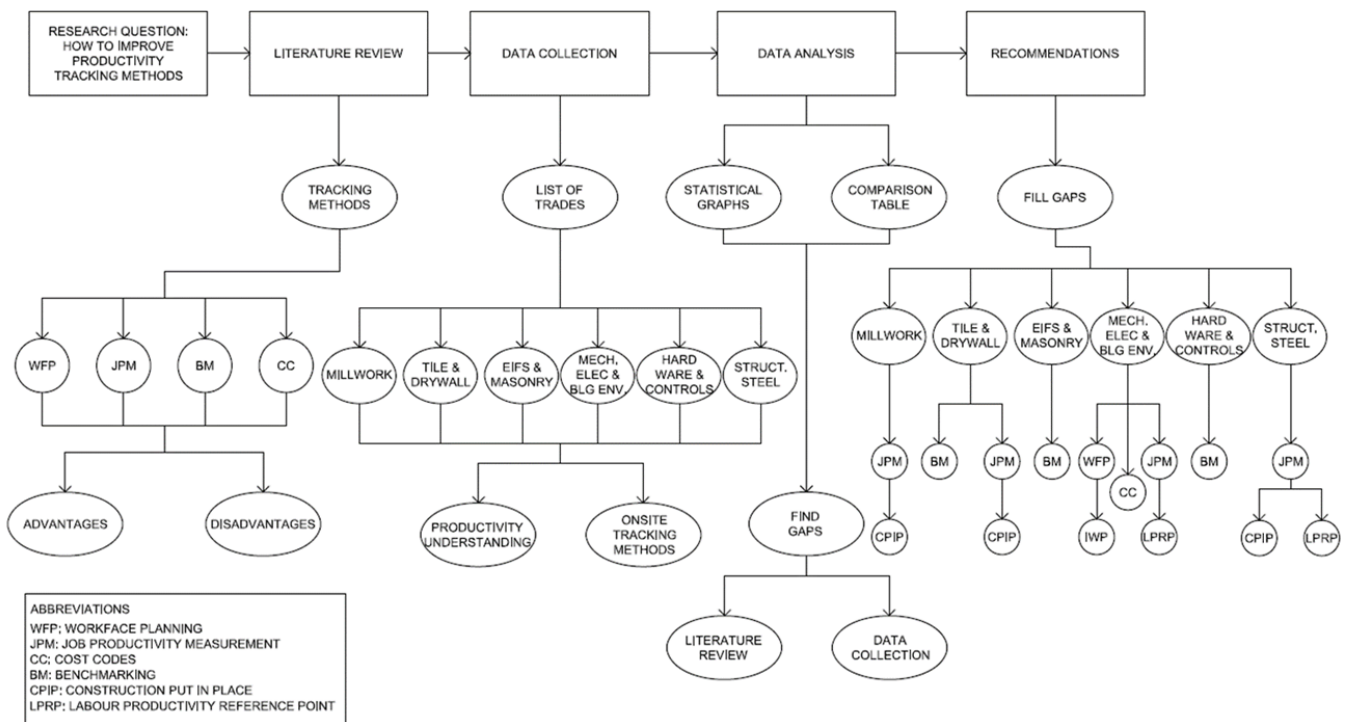 RESEARCH QUESTION:
HOW TO IMPROVE
PRODUCTIVITY
TRACKING METHODS
LITERATURE REVIEW
DATA COLLECTION
DATA ANALYSIS
RECOMMENDATIONS
TRACKING
METHODS
LIST OF
TRADES
STATISTICAL
GRAPHS
COMPARISON
TABLE
FILL GAPS
WFP
JPM
BM
CC
MILLWORK
TILE &
DRYWALL
EIFS &
MASONRY
MECH,
ELEC &
BLG ENV.
HARD
WARE &
CONTROLS
STRUCT.
STEEL
MILLWORK
TILE &
DRYWALL
EIFS &
MASONRY
MECH.
ELEC &
BLG ENV.
HARD
WARE &
CONTROLS
STRUCT.
STEEL
JPM
BM
JPM
BM
WFP
CC
JPM
BM
JPM
ADVANTAGES
DISADVANTAGES
PRODUCTIVITY
UNDERSTANDING
ONSITE
TRACKING
METHODS
FIND
GAPS
CPIP
CPIP
IWP
LPRP
CPIP
LPRP
LITERATURE
REVIEW
DATA
COLLECTION
ABBREVIATIONS
WFP: WORKFACE PLANNING
JPM: JOB PRODUCTIVITY MEASUREMENT
CC: COST CODES
BM: BENCHMARKING
CPIP: CONSTRUCTION PUT IN PLACE
LPRP: LABOUR PRODUCTIVITY REFERENCE POINT